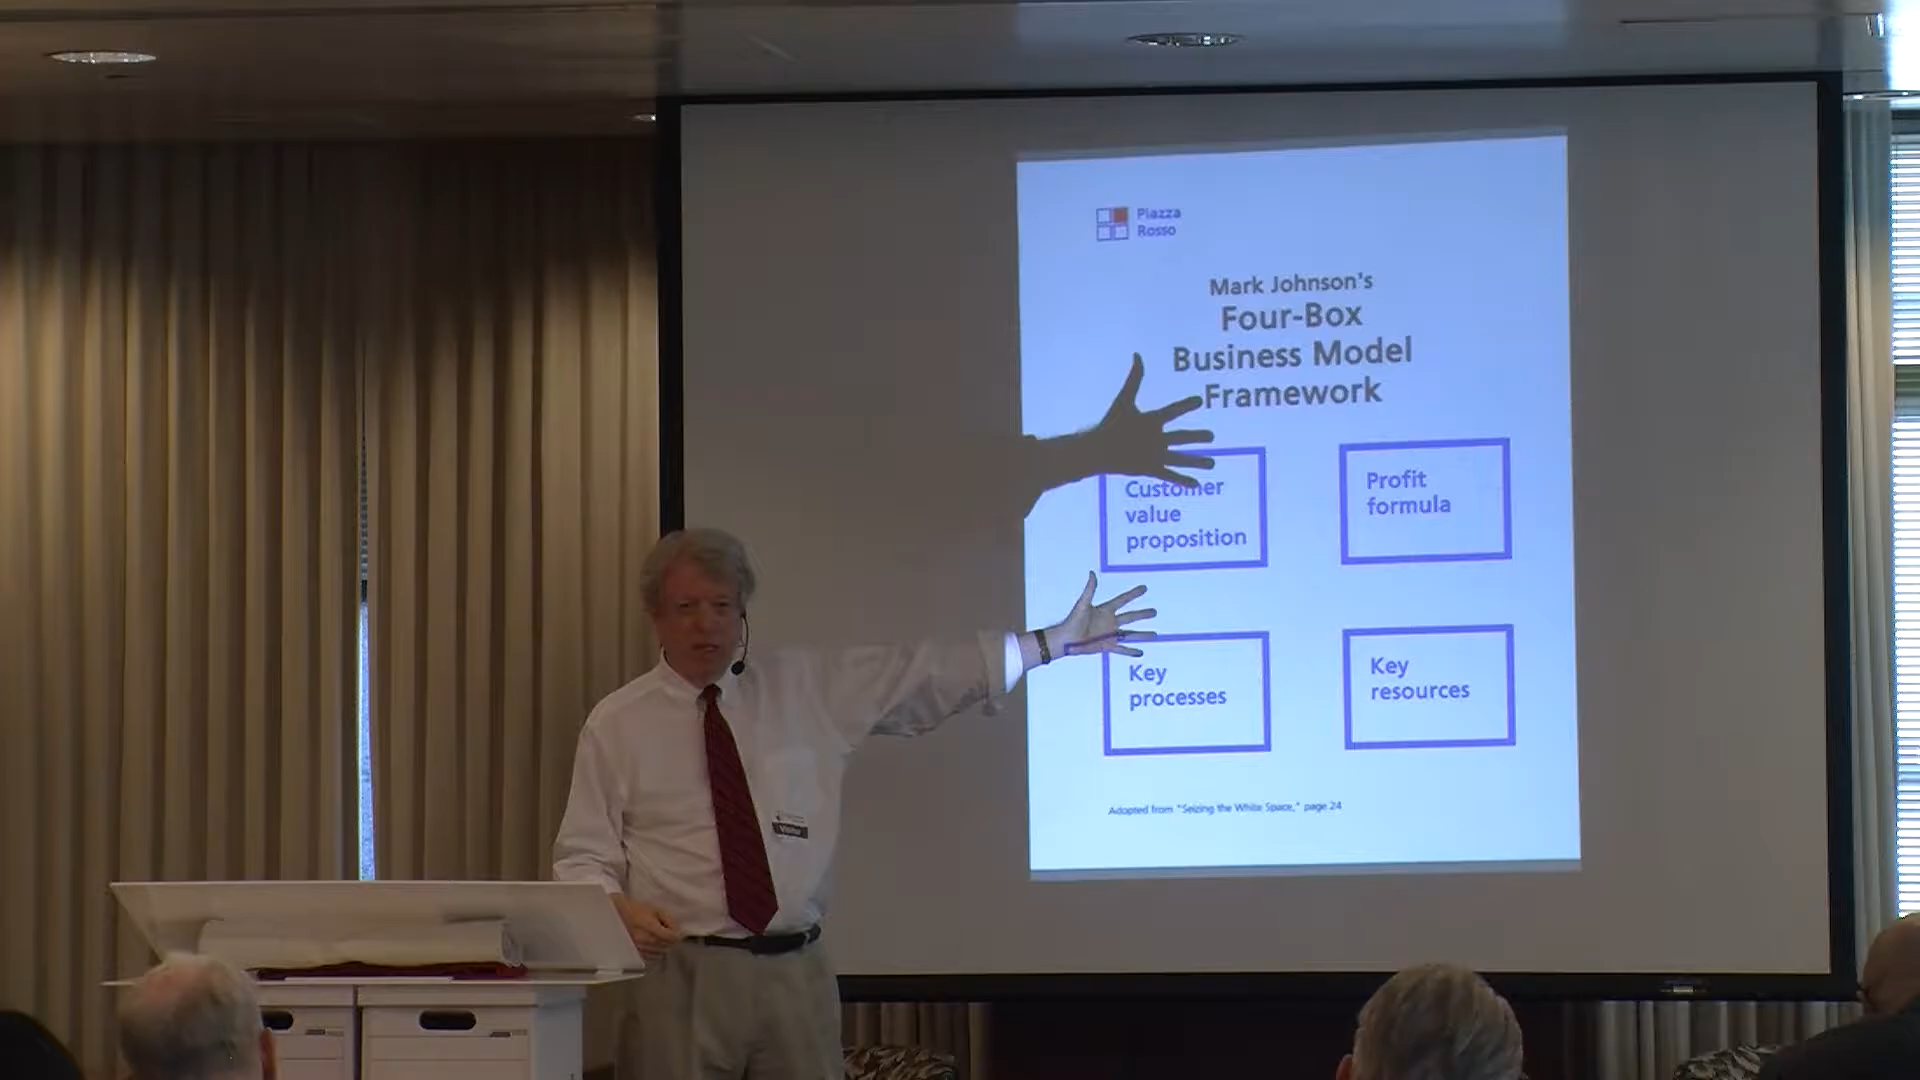 Piazza
Rosso
Mark Johnson's
Four-Box
Business Model
Framework
Customer
value
proposition
Profit
formula
Key
processes
Key
resources
Adapted from "Seizing the White Space," page 24
Visitor